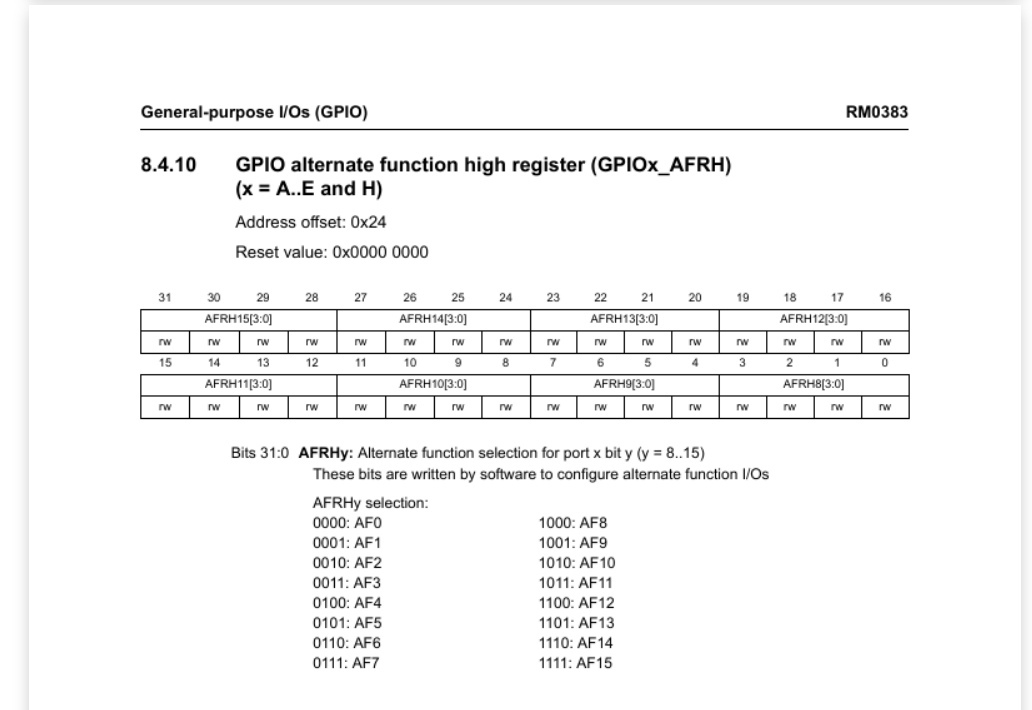 General-purpose I/Os (GPIO) RM0383
8.4.10 GPIO alternate function high register (GPIOx_AFRH)
(x = A..E and H)
Address offset: 0x24
Reset value: 0x0000 0000
31 30 29 28 27 26 25 24 23 22 21 20 19 18 17 16
AFRH15[3:0] AFRH14[3:0] AFRH13[3:0] AFRH12[3:0]
rw rw rw rw rw rw rw rw rw rw rw rw rw rw rw rw
15 14 13 12 11 10 9 8 7 6 5 4 3 2 1 0
AFRH11[3:0] AFRH10[3:0] AFRH9[3:0] AFRH8[3:0]
rw rw rw rw rw rw rw rw rw rw rw rw rw rw rw rw
Bits 31:0 AFRHy: Alternate function selection for port x bit y (y = 8..15)
These bits are written by software to configure alternate function I/Os
AFRHy selection:
0000: AF0 1000: AF8
0001: AF1 1001: AF9
0010: AF2 1010: AF10
0011: AF3 1011: AF11
0100: AF4 1100: AF12
0101: AF5 1101: AF13
0110: AF6 1110: AF14
0111: AF7 1111: AF15